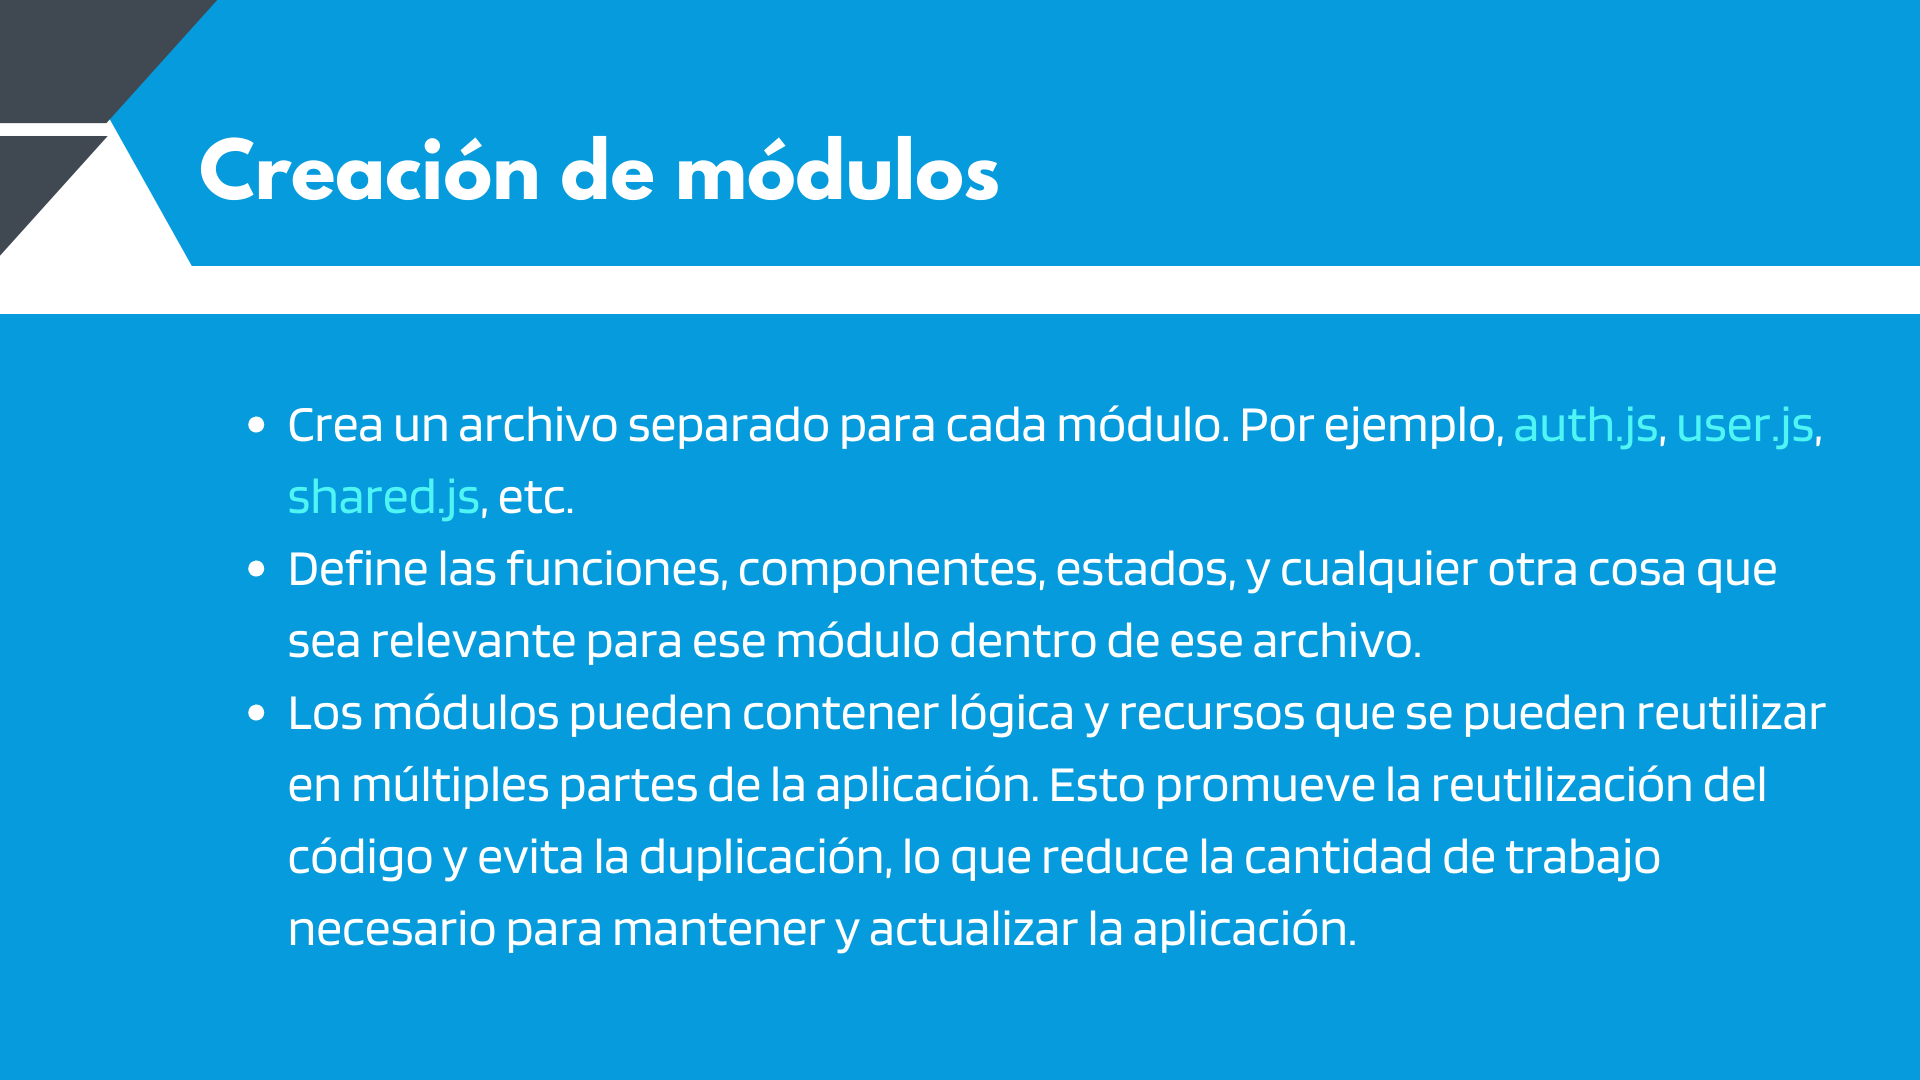 Creación de módulos
• Crea un archivo separado para cada módulo. Por ejemplo, auth.js, user.js,
shared.js, etc.
• Define las funciones, componentes, estados, y cualquier otra cosa que
sea relevante para ese módulo dentro de ese archivo.
• Los módulos pueden contener lógica y recursos que se pueden reutilizar
en múltiples partes de la aplicación. Esto promueve la reutilización del
código y evita la duplicación, lo que reduce la cantidad de trabajo
necesario para mantener y actualizar la aplicación.